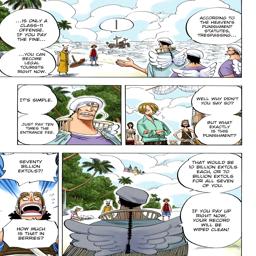 ACCORDING TO
THE HEAVEN'S
PUNISHMENT
STATUTES,
TRESPASSING...
...IS ONLY A
CLASS-11
OFFENSE.
IF YOU PAY
THE FEE...
...YOU CAN
BECOME
LEGAL
TOURISTS
RIGHT NOW.
WELL WHY DIDN'T
YOU SAY SO?
BUT WHAT
EXACTLY
IS THIS
PUNISHMENT?
IT'S SIMPLE.
JUST PAY TEN
TIMES THE
ENTRANCE FEE.
THAT WOULD BE
10 BILLION EXTOLS
EACH, OR 70
BILLION EXTOLS
FOR ALL SEVEN
OF YOU.
IF YOU PAY
UP RIGHT
NOW, YOUR
RECORD
WILL BE
WIPED CLEAN!
SEVENTY
BILLION
EXTOLS?!
HOW MUCH
IS THAT IN
BERRIES?